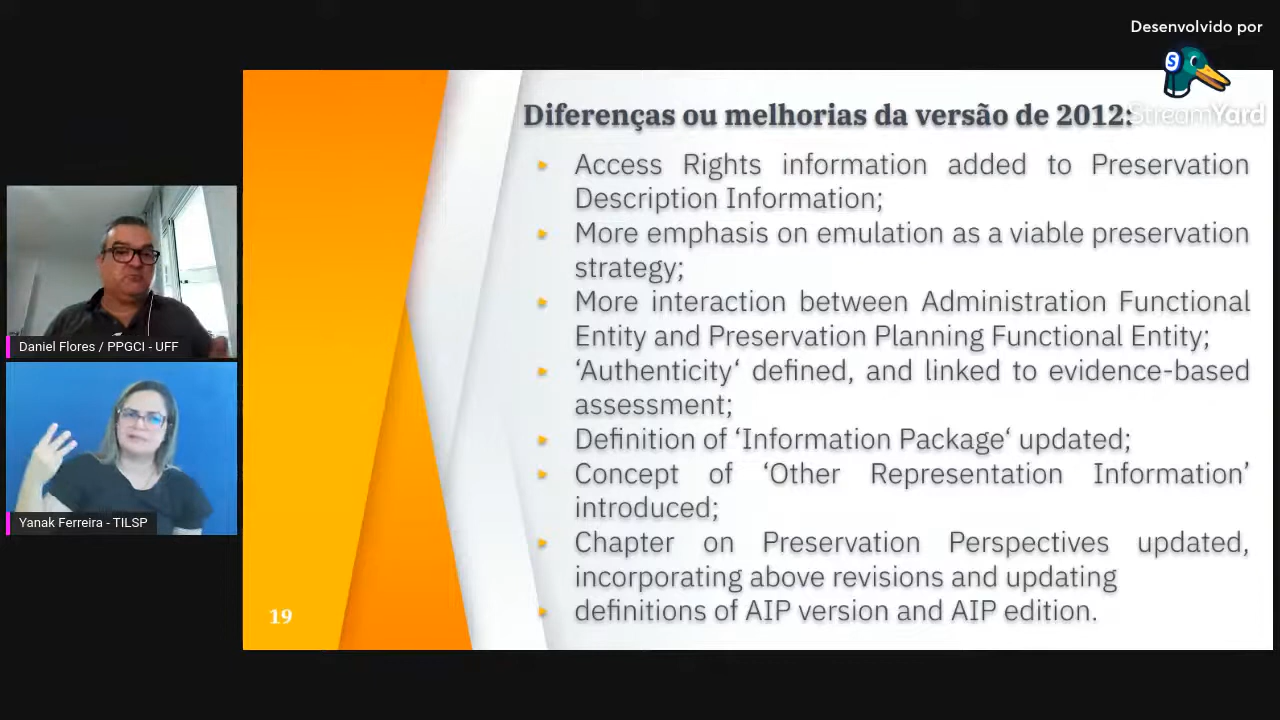 Desenvolvido por
StreamYard
Diferenças ou melhorias da versão de 2012:
Access Rights information added to Preservation
Description Information;
More emphasis on emulation as a viable preservation
strategy;
More interaction between Administration Functional
Entity and Preservation Planning Functional Entity;
‘Authenticity‘ defined, and linked to evidence-based
assessment;
Definition of ‘Information Package‘ updated;
Concept of ‘Other Representation Information’
introduced;
Chapter on Preservation Perspectives updated,
incorporating above revisions and updating
definitions of AIP version and AIP edition.
19
Daniel Flores / PPGCI - UFF
Yanak Ferreira - TILSP